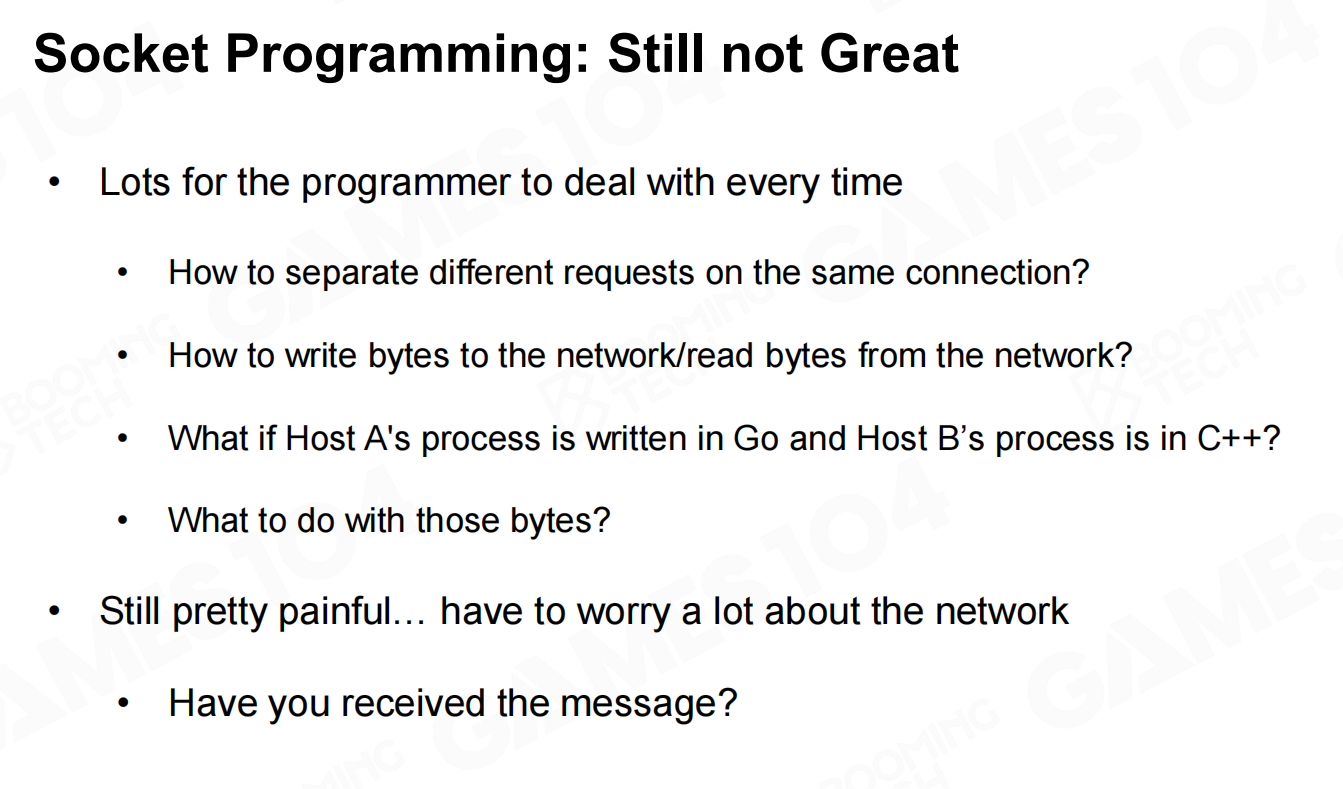 Socket Programming: Still not Great
• Lots for the programmer to deal with every time
• How to separate different requests on the same connection?
• How to write bytes to the network/read bytes from the network?
• What if Host A's process is written in Go and Host B’s process is in C++?
• What to do with those bytes?
• Still pretty painful… have to worry a lot about the network
• Have you received the message?
GAMES104
BOOMING TECH